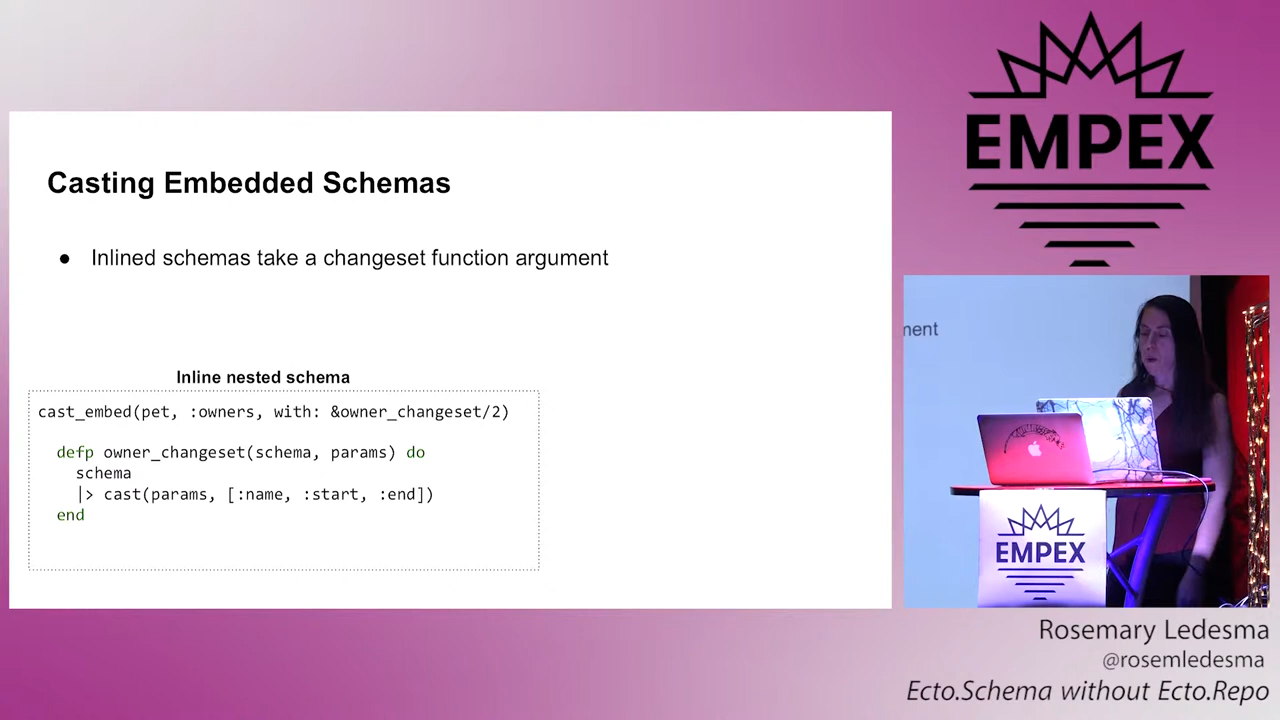 Casting Embedded Schemas
● Inlined schemas take a changeset function argument
Inline nested schema
cast_embed(pet, :owners, with: &owner_changeset/2)
defp owner_changeset(schema, params) do
schema
|> cast(params, [:name, :start, :end])
end
EMPEX
ment
EMPEX
Rosemary Ledesma
@rosemledesma
Ecto.Schema without Ecto.Repo